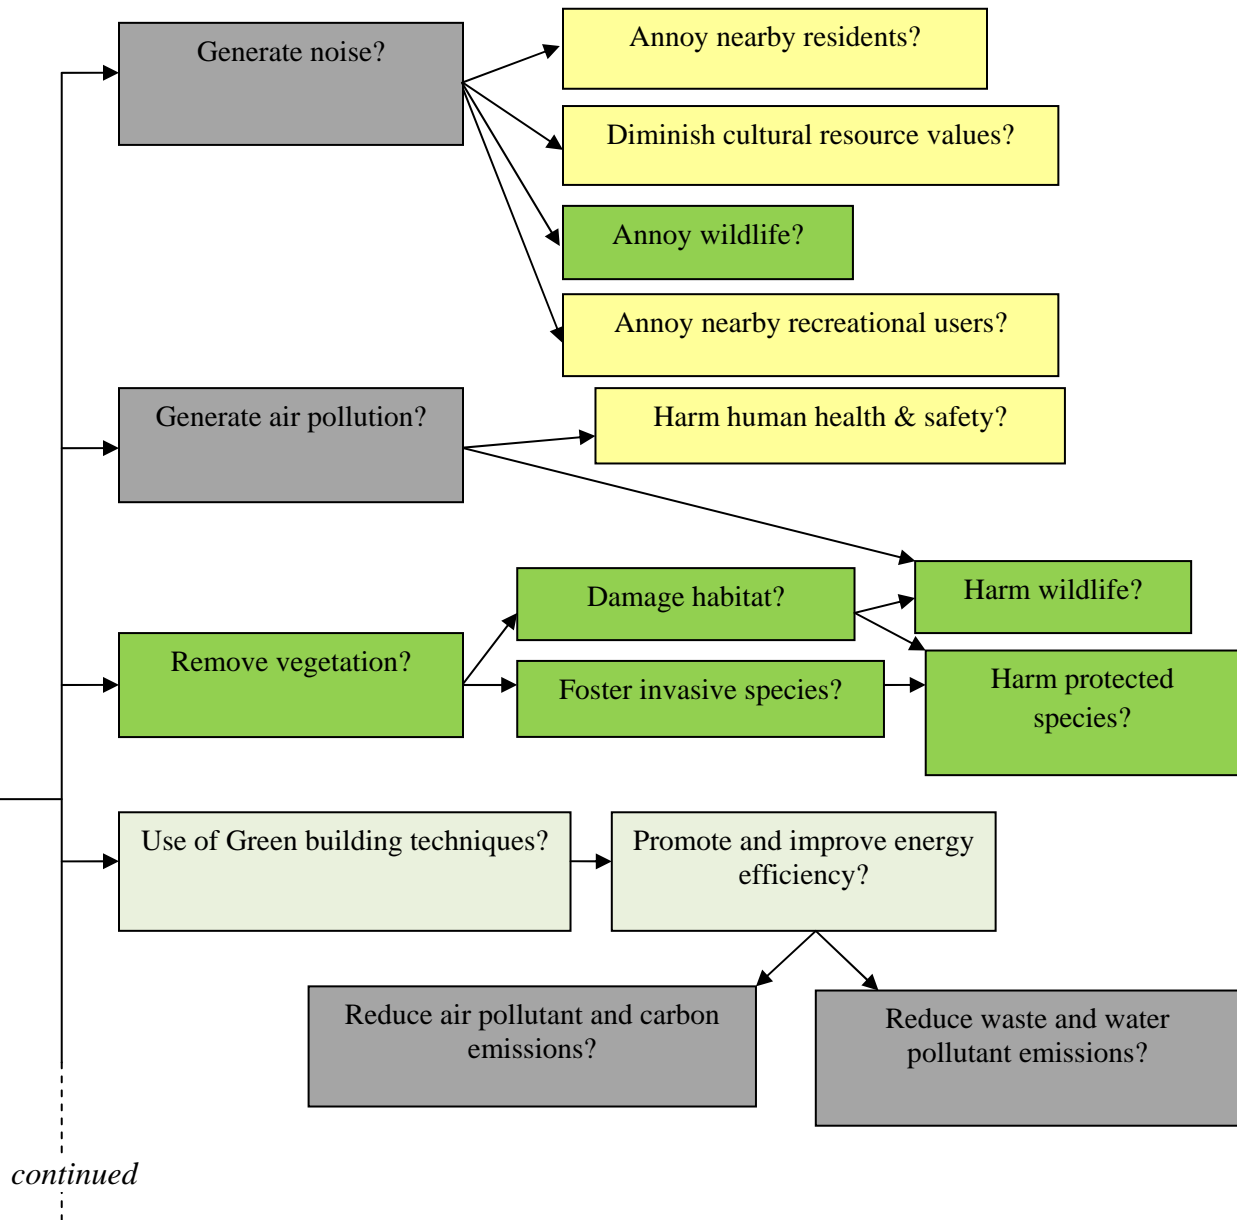 Generate noise?
Annoy nearby residents?
Diminish cultural resource values?
Annoy wildlife?
Annoy nearby recreational users?
Generate air pollution?
Harm human health & safety?
Harm wildlife?
Damage habitat?
Remove vegetation?
Foster invasive species?
Harm protected
species?
Use of Green building techniques?
Promote and improve energy
efficiency?
Reduce air pollutant and carbon
emissions?
Reduce waste and water
pollutant emissions?
continued